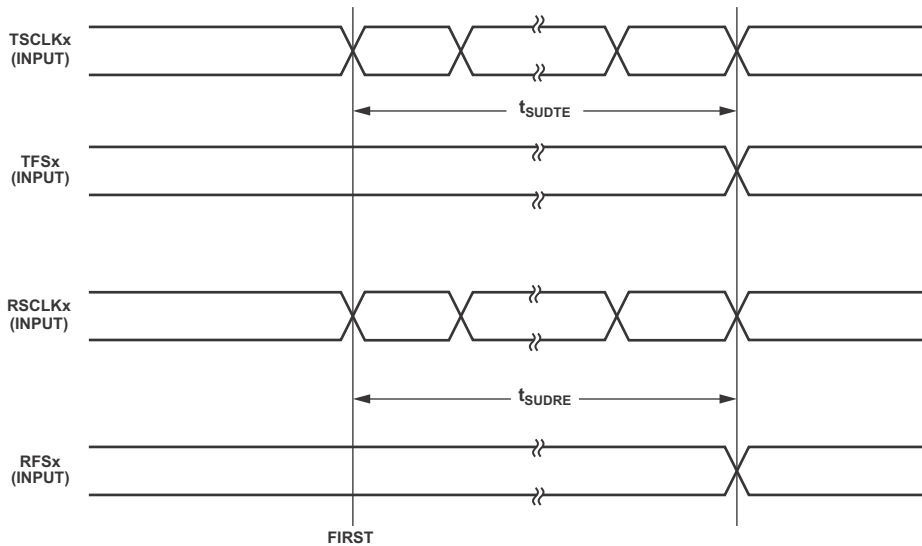 TSCLKx
(INPUT)
tSUDTE
TFSx
(INPUT)
RSCLKx
(INPUT)
tSUDRE
RFSx
(INPUT)
FIRST